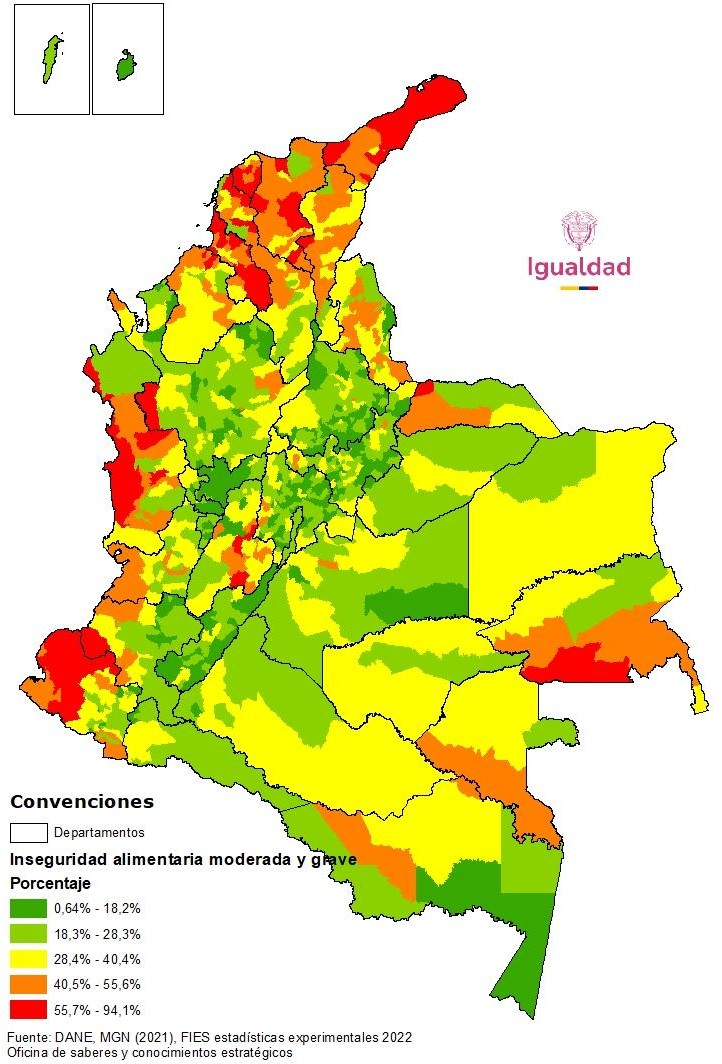 Igualdad
Convenciones
Departamentos
Inseguridad alimentaria moderada y grave
Porcentaje
0,64% - 18,2%
18,3% - 28,3%
28,4% - 40,4%
40,5% - 55,6%
55,7% - 94,1%
Fuente: DANE, MGN (2021), FIES estadísticas experimentales 2022
Oficina de saberes y conocimientos estratégicos